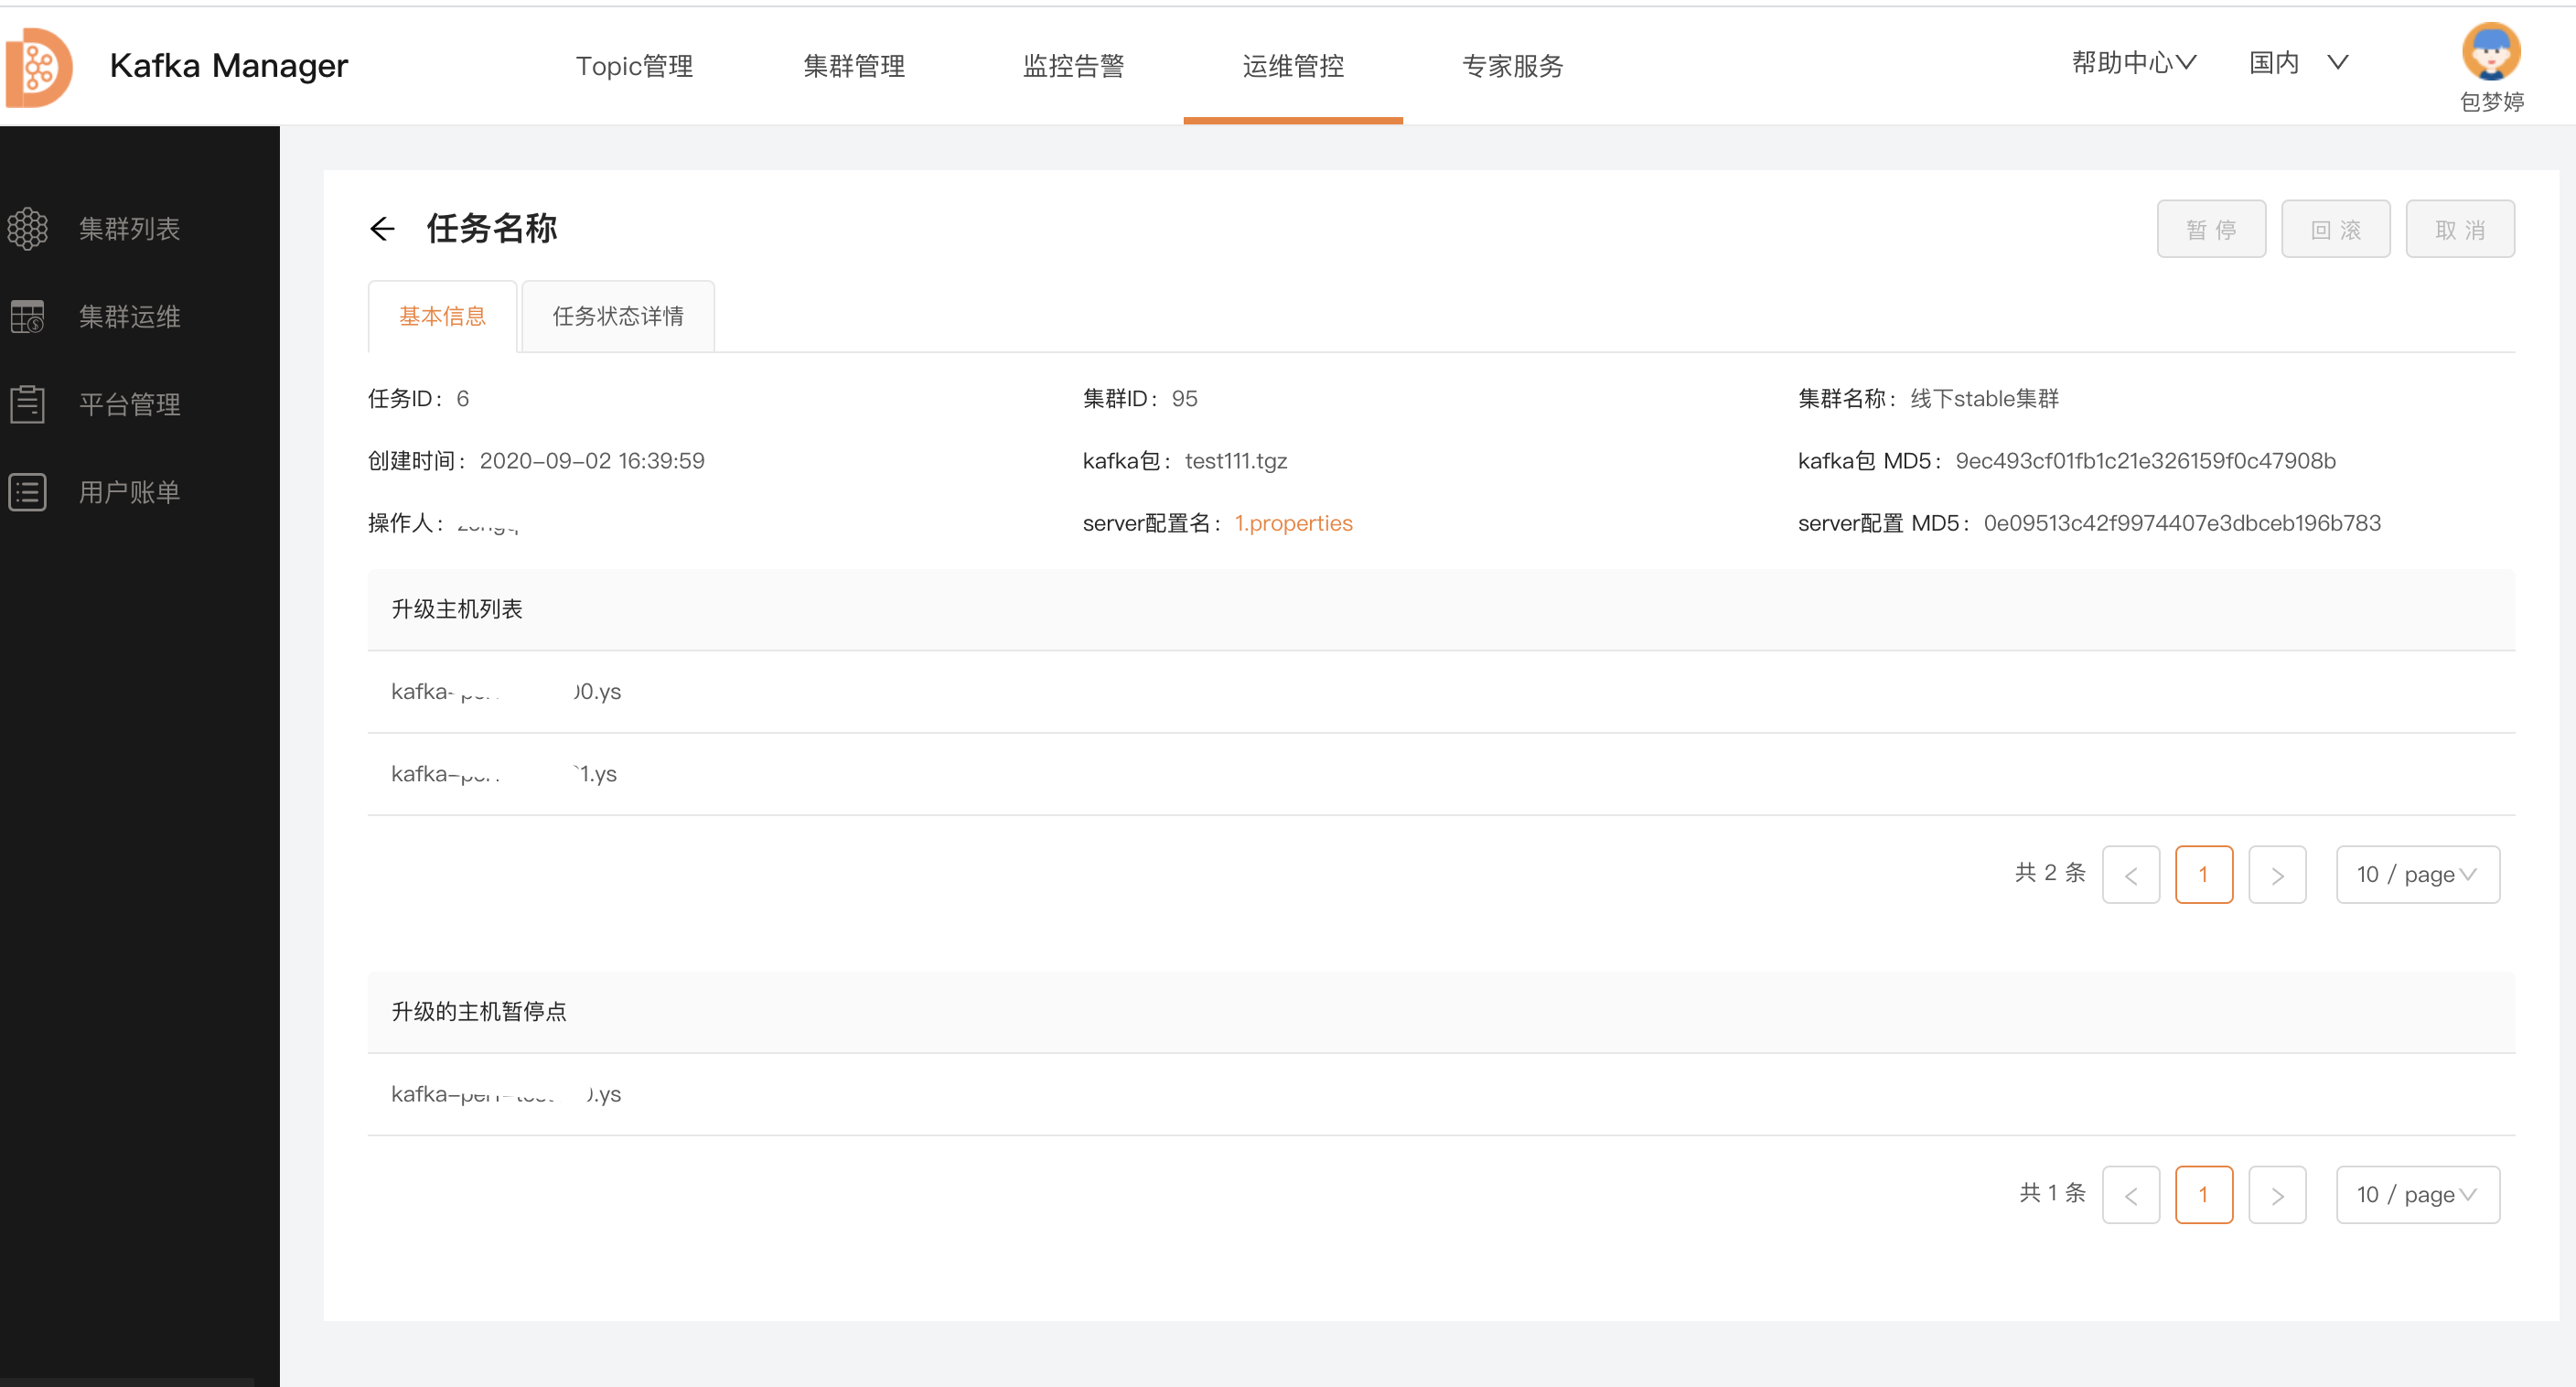 Kafka Manager
Topic管理
集群管理
监控告警
运维管控
专家服务
帮助中心
国内
包梦婷
集群列表
集群运维
平台管理
用户账单
任务名称
暂 停
回 滚
取 消
基本信息
任务状态详情
任务ID： 6
集群ID： 95
集群名称： 线下stable集群
创建时间： 2020-09-02 16:39:59
kafka包： test111.tgz
kafka包 MD5： 9ec493cf01fb1c21e326159f0c47908b
操作人：
server配置名： 1.properties
server配置 MD5： 0e09513c42f9974407e3dbceb196b783
升级主机列表
kafka- 0.ys
kafka- 1.ys
共 2 条 < 1 > 10 / page
升级的主机暂停点
kafka- .ys
共 1 条 < 1 > 10 / page